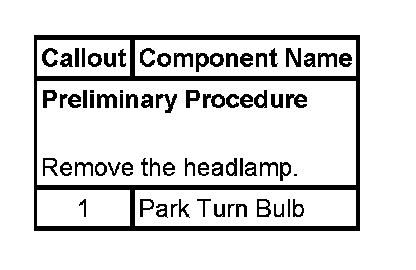 Callout Component Name
Preliminary Procedure
Remove the headlamp.
1 Park Turn Bulb